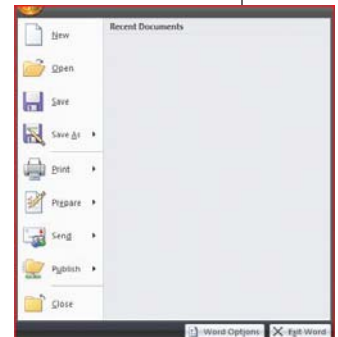 New
Recent Documents
Open
Save
Save As
Print
Prepare
Send
Publish
Close
Word Options
Exit Word